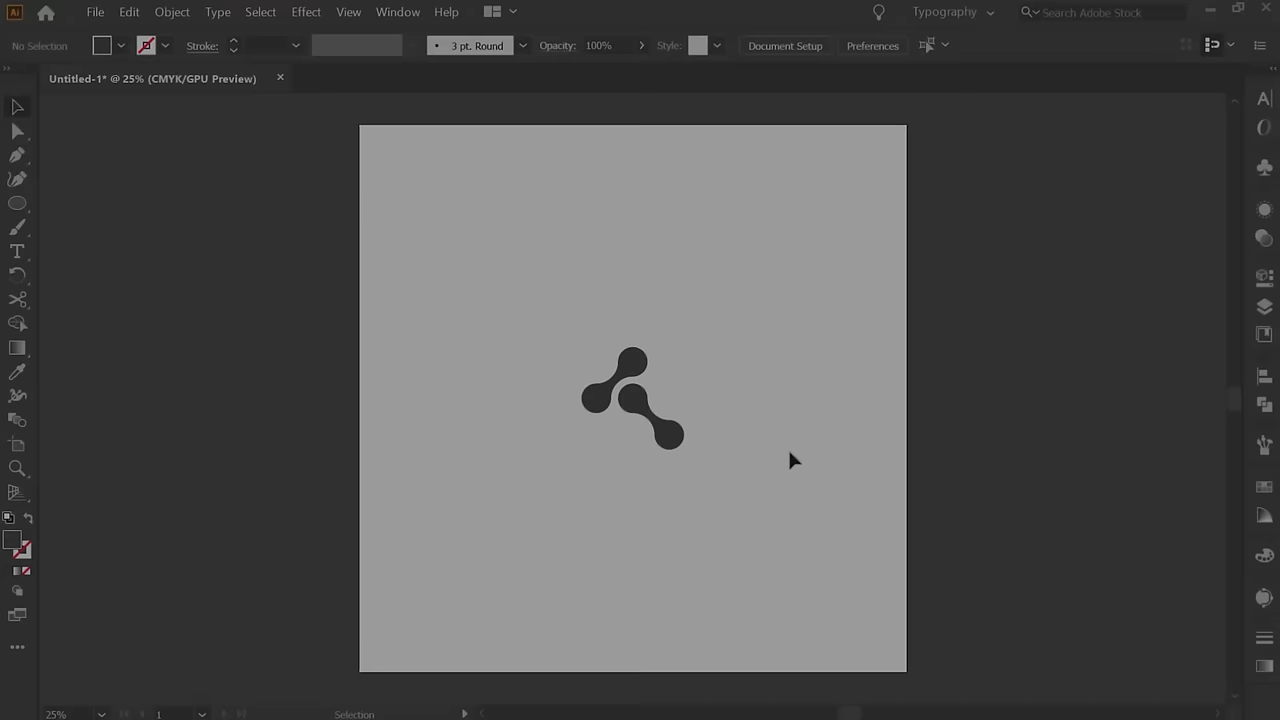 Ai File Edit Object Type Select Effect View Window Help Typography Search Adobe Stock
No Selection Stroke: 3 pt. Round Opacity: 100% Style: Document Setup Preferences
Untitled-1* @ 25% (CMYK/GPU Preview)
25% 1 Selection